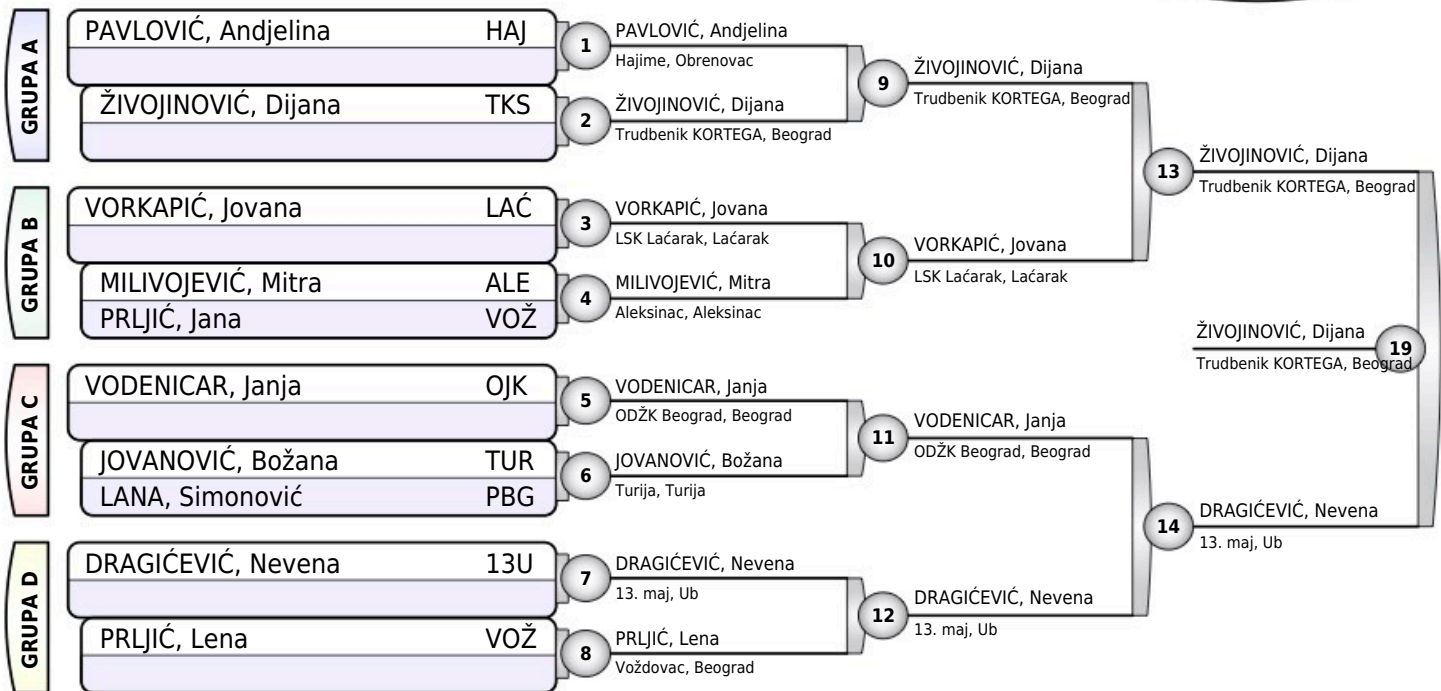 GRUPA A
PAVLOVIĆ, Andjelina HAJ
ŽIVOJINOVIĆ, Dijana TKS
GRUPA B
VORKAPIĆ, Jovana LAĆ
MILIVOJEVIĆ, Mitra ALE
PRLJIĆ, Jana VOŽ
GRUPA C
VODENICAR, Janja OJK
JOVANOVIĆ, Božana TUR
LANA, Simonović PBG
GRUPA D
DRAGIĆEVIĆ, Nevena 13U
PRLJIĆ, Lena VOŽ
1
PAVLOVIĆ, Andjelina
Hajime, Obrenovac
2
ŽIVOJINOVIĆ, Dijana
Trudbenik KORTEGA, Beograd
3
VORKAPIĆ, Jovana
LSK Laćarak, Laćarak
4
MILIVOJEVIĆ, Mitra
Aleksinac, Aleksinac
5
VODENICAR, Janja
ODŽK Beograd, Beograd
6
JOVANOVIĆ, Božana
Turija, Turija
7
DRAGIĆEVIĆ, Nevena
13. maj, Ub
8
PRLJIĆ, Lena
Voždovac, Beograd
9
ŽIVOJINOVIĆ, Dijana
Trudbenik KORTEGA, Beograd
10
VORKAPIĆ, Jovana
LSK Laćarak, Laćarak
11
VODENICAR, Janja
ODŽK Beograd, Beograd
12
DRAGIĆEVIĆ, Nevena
13. maj, Ub
13
ŽIVOJINOVIĆ, Dijana
Trudbenik KORTEGA, Beograd
14
DRAGIĆEVIĆ, Nevena
13. maj, Ub
ŽIVOJINOVIĆ, Dijana
19
Trudbenik KORTEGA, Beograd